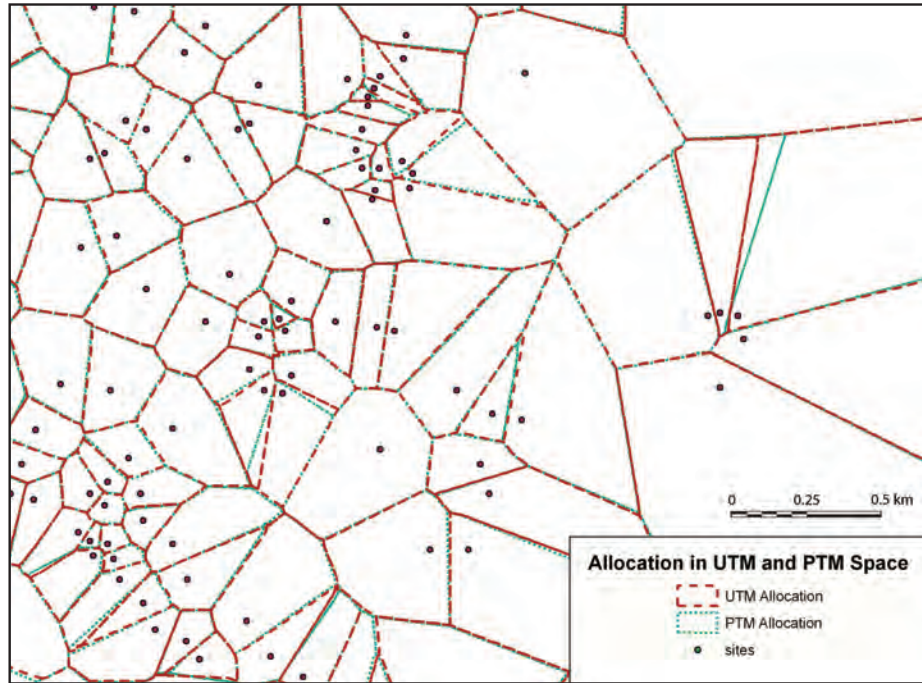 0 0.25 0.5 km
Allocation in UTM and PTM Space
UTM Allocation
PTM Allocation
sites